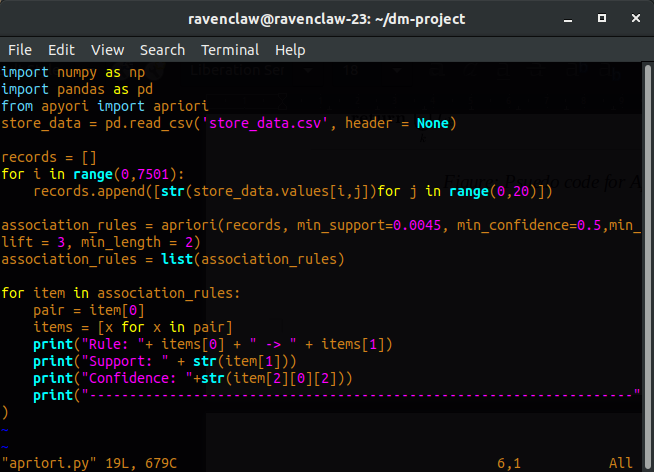 ravenclaw@ravenclaw-23: ~/dm-project
File Edit View Search Terminal Help
import numpy as np
import pandas as pd
from apyori import apriori
store_data = pd.read_csv('store_data.csv', header = None)
records = []
for i in range(0,7501):
    records.append([str(store_data.values[i,j])for j in range(0,20)])
association_rules = apriori(records, min_support=0.0045, min_confidence=0.5,min_
lift = 3, min_length = 2)
association_rules = list(association_rules)
for item in association_rules:
    pair = item[0]
    items = [x for x in pair]
    print("Rule: "+ items[0] + " -> " + items[1])
    print("Support: " + str(item[1]))
    print("Confidence: "+str(item[2][0][2]))
    print("--------------------------------------------------------------------"
)
~
~
"apriori.py" 19L, 679C 6,1 All